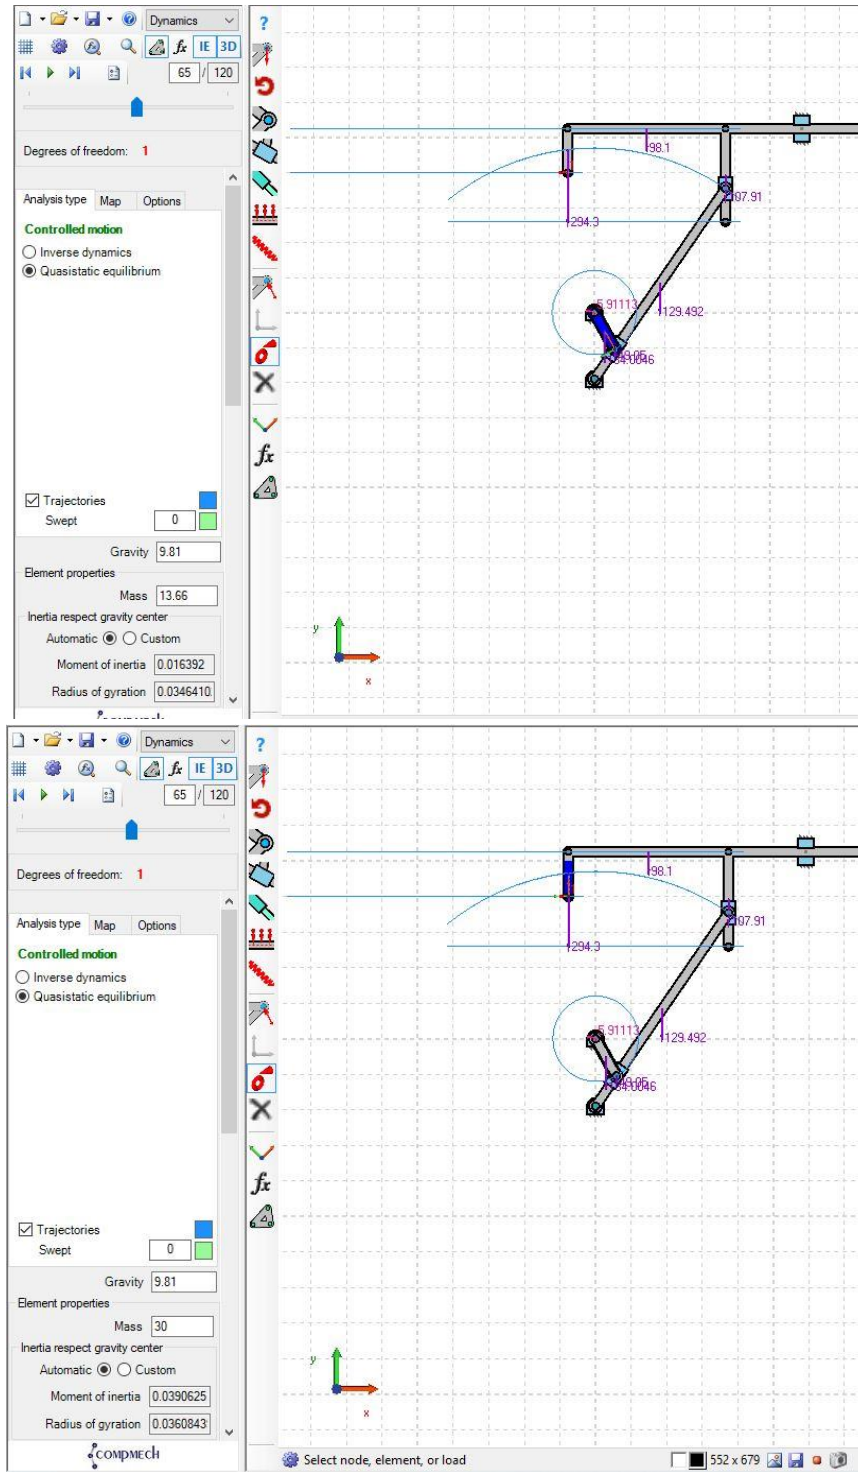 Dynamics
fx IE 3D
65 / 120
Degrees of freedom: 1
Analysis type Map Options
Controlled motion
Inverse dynamics
Quasistatic equilibrium
Trajectories
Swept 0
Gravity 9.81
Element properties
Mass 13.66
Inertia respect gravity center
Automatic Custom
Moment of inertia 0.016392
Radius of gyration 0.0346410
?
fx
98.1
107.91
294.3
5.91113
129.492
y
x
Dynamics
fx IE 3D
65 / 120
Degrees of freedom: 1
Analysis type Map Options
Controlled motion
Inverse dynamics
Quasistatic equilibrium
Trajectories
Swept 0
Gravity 9.81
Element properties
Mass 30
Inertia respect gravity center
Automatic Custom
Moment of inertia 0.0390625
Radius of gyration 0.0360843
COMPMECH
?
fx
98.1
107.91
294.3
5.91113
129.492
y
x
Select node, element, or load
552 x 679